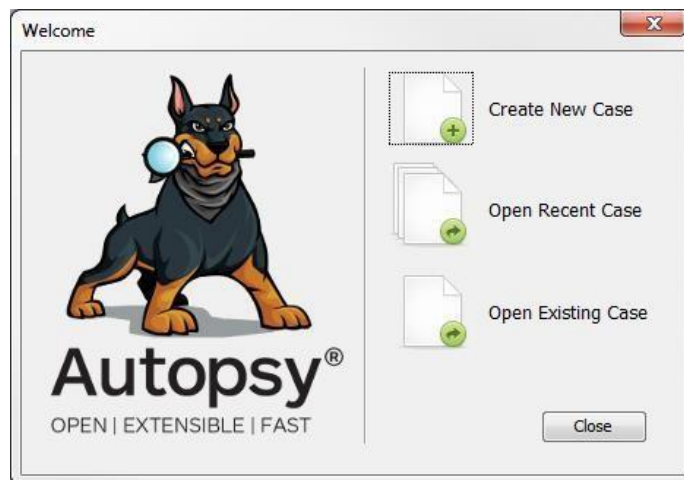 Welcome
Create New Case
Open Recent Case
Open Existing Case
Autopsy®
OPEN | EXTENSIBLE | FAST
Close